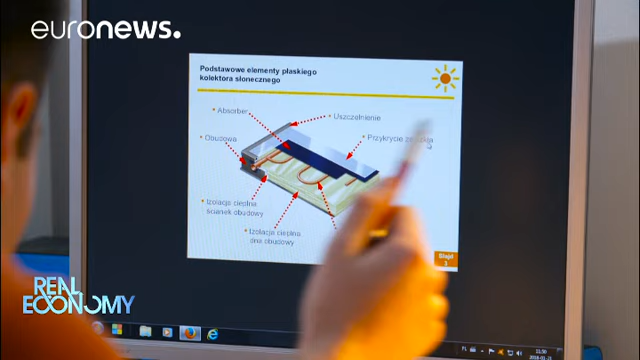 euronews.
Podstawowe elementy płaskiego
kolektora słonecznego
Absorber
Uszczelnienie
Obudowa
Przykrycie
Izolacja cieplna
ścianek obudowy
Izolacja cieplna
dna obudowy
Slajd
3
REAL
ECONOMY
PL